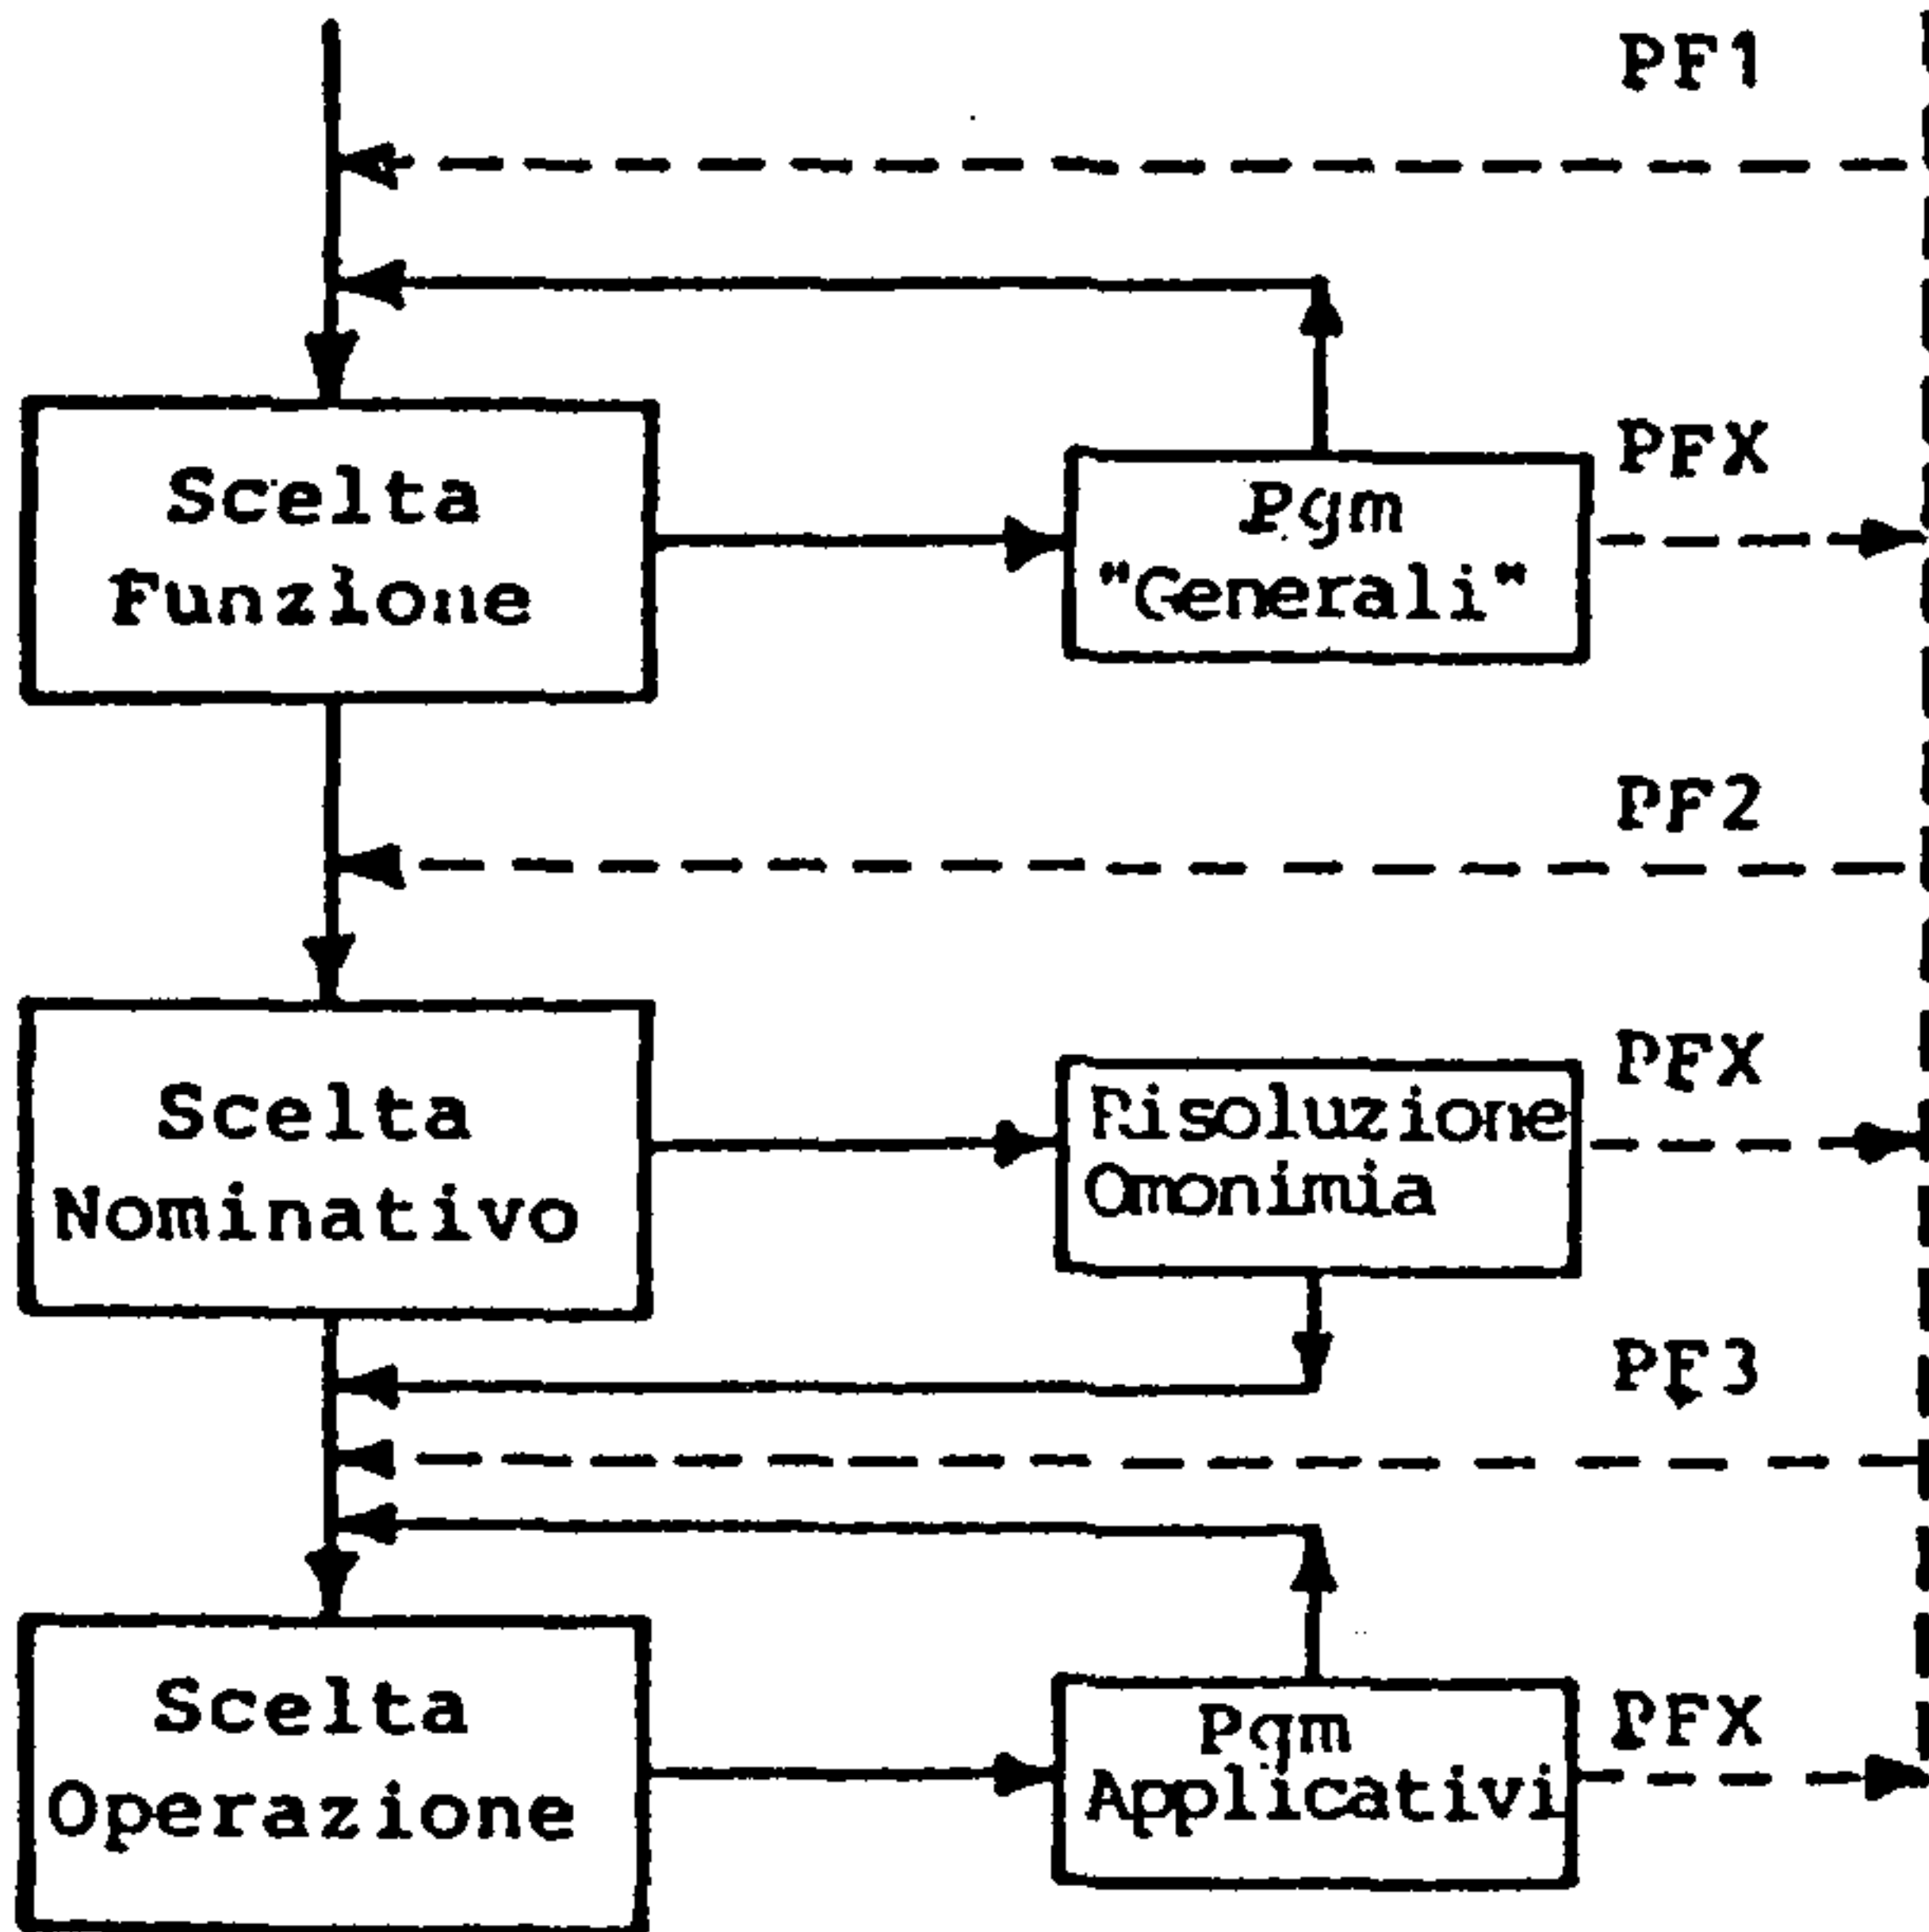 PF1
Scelta
Funzione
Pgm
"Generali"
PFX
PF2
Scelta
Nominativo
Risoluzione
Omonimia
PFX
PF3
Scelta
Operazione
Pgm
Applicativi
PFX